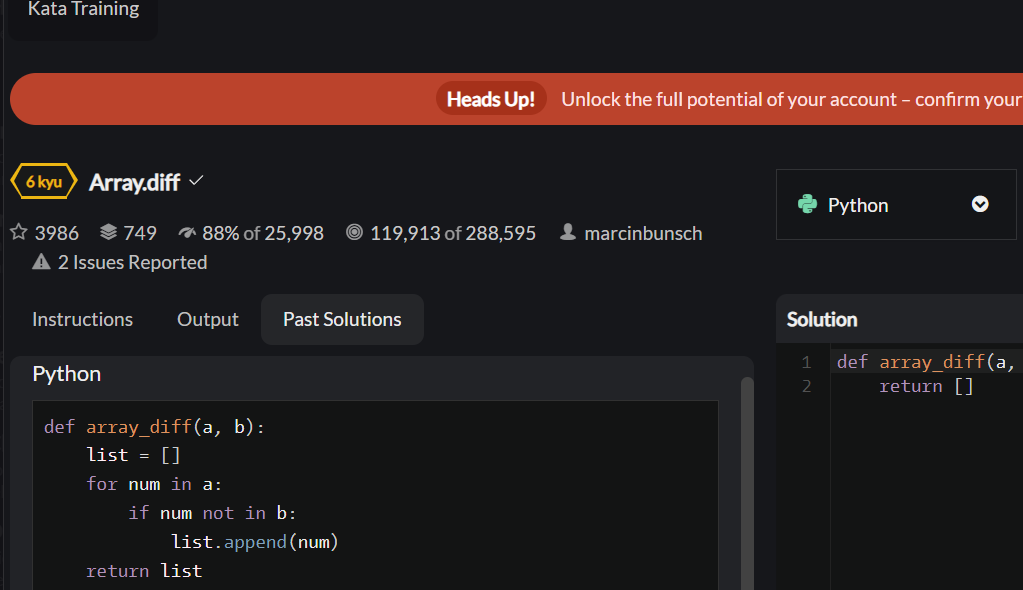 Kata Training
Heads Up! Unlock the full potential of your account – confirm your
6 kyu Array.diff
3986 749 88% of 25,998 119,913 of 288,595 marcinbunsch
2 Issues Reported
Instructions Output Past Solutions
Python
def array_diff(a, b):
    list = []
    for num in a:
        if num not in b:
            list.append(num)
    return list
Python
Solution
1 def array_diff(a,
2     return []